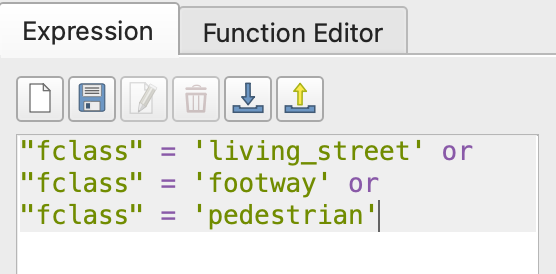 Expression
Function Editor
"fclass" = 'living_street' or
"fclass" = 'footway' or
"fclass" = 'pedestrian'